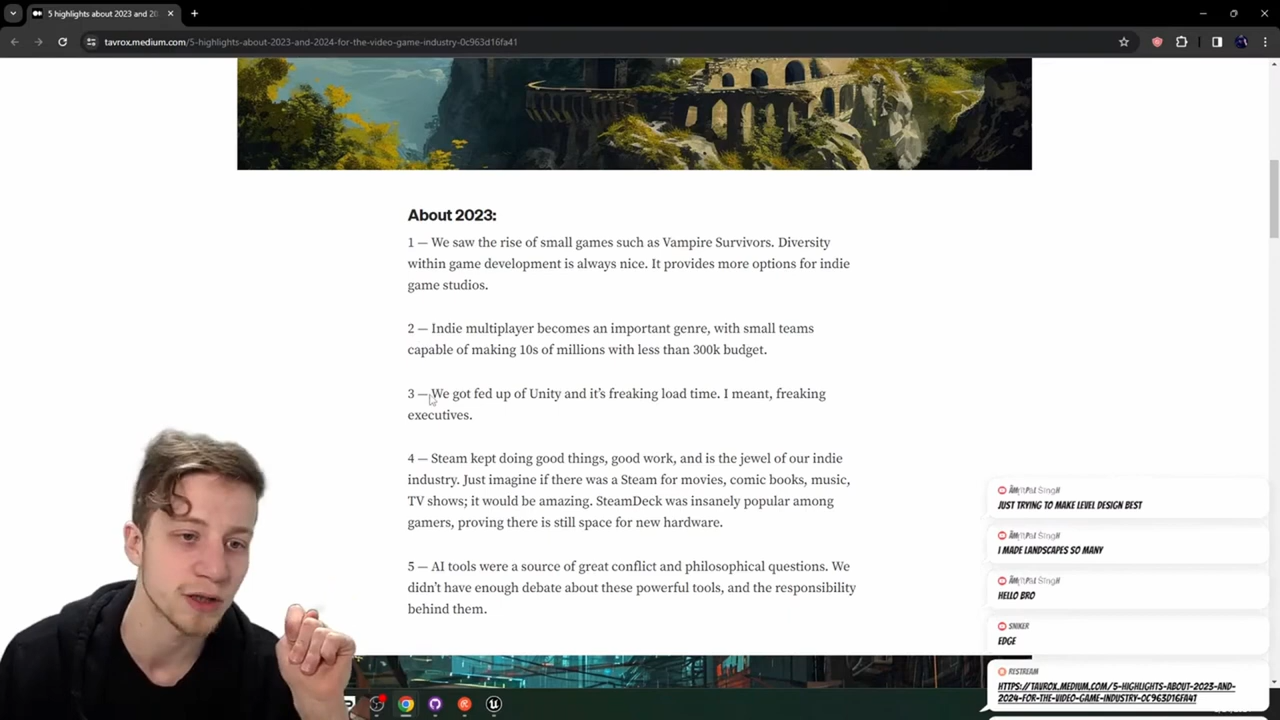 5 highlights about 2023 and 20
tavrox.medium.com/5-highlights-about-2023-and-2024-for-the-video-game-industry-0c963d16fa41
About 2023:
1 — We saw the rise of small games such as Vampire Survivors. Diversity
within game development is always nice. It provides more options for indie
game studios.
2 — Indie multiplayer becomes an important genre, with small teams
capable of making 10s of millions with less than 300k budget.
3 — We got fed up of Unity and it's freaking load time. I meant, freaking
executives.
4 — Steam kept doing good things, good work, and is the jewel of our indie
industry. Just imagine if there was a Steam for movies, comic books, music,
TV shows; it would be amazing. SteamDeck was insanely popular among
gamers, proving there is still space for new hardware.
5 — AI tools were a source of great conflict and philosophical questions. We
didn't have enough debate about these powerful tools, and the responsibility
behind them.
JUST TRYING TO MAKE LEVEL DESIGN BEST
I MADE LANDSCAPES SO MANY
HELLO BRO
SNIKER
EDGE
RESTREAM
HTTPS://TAVROX.MEDIUM.COM/5-HIGHLIGHTS-ABOUT-2023-AND-
2024-FOR-THE-VIDEO-GAME-INDUSTRY-0C963D16FA41